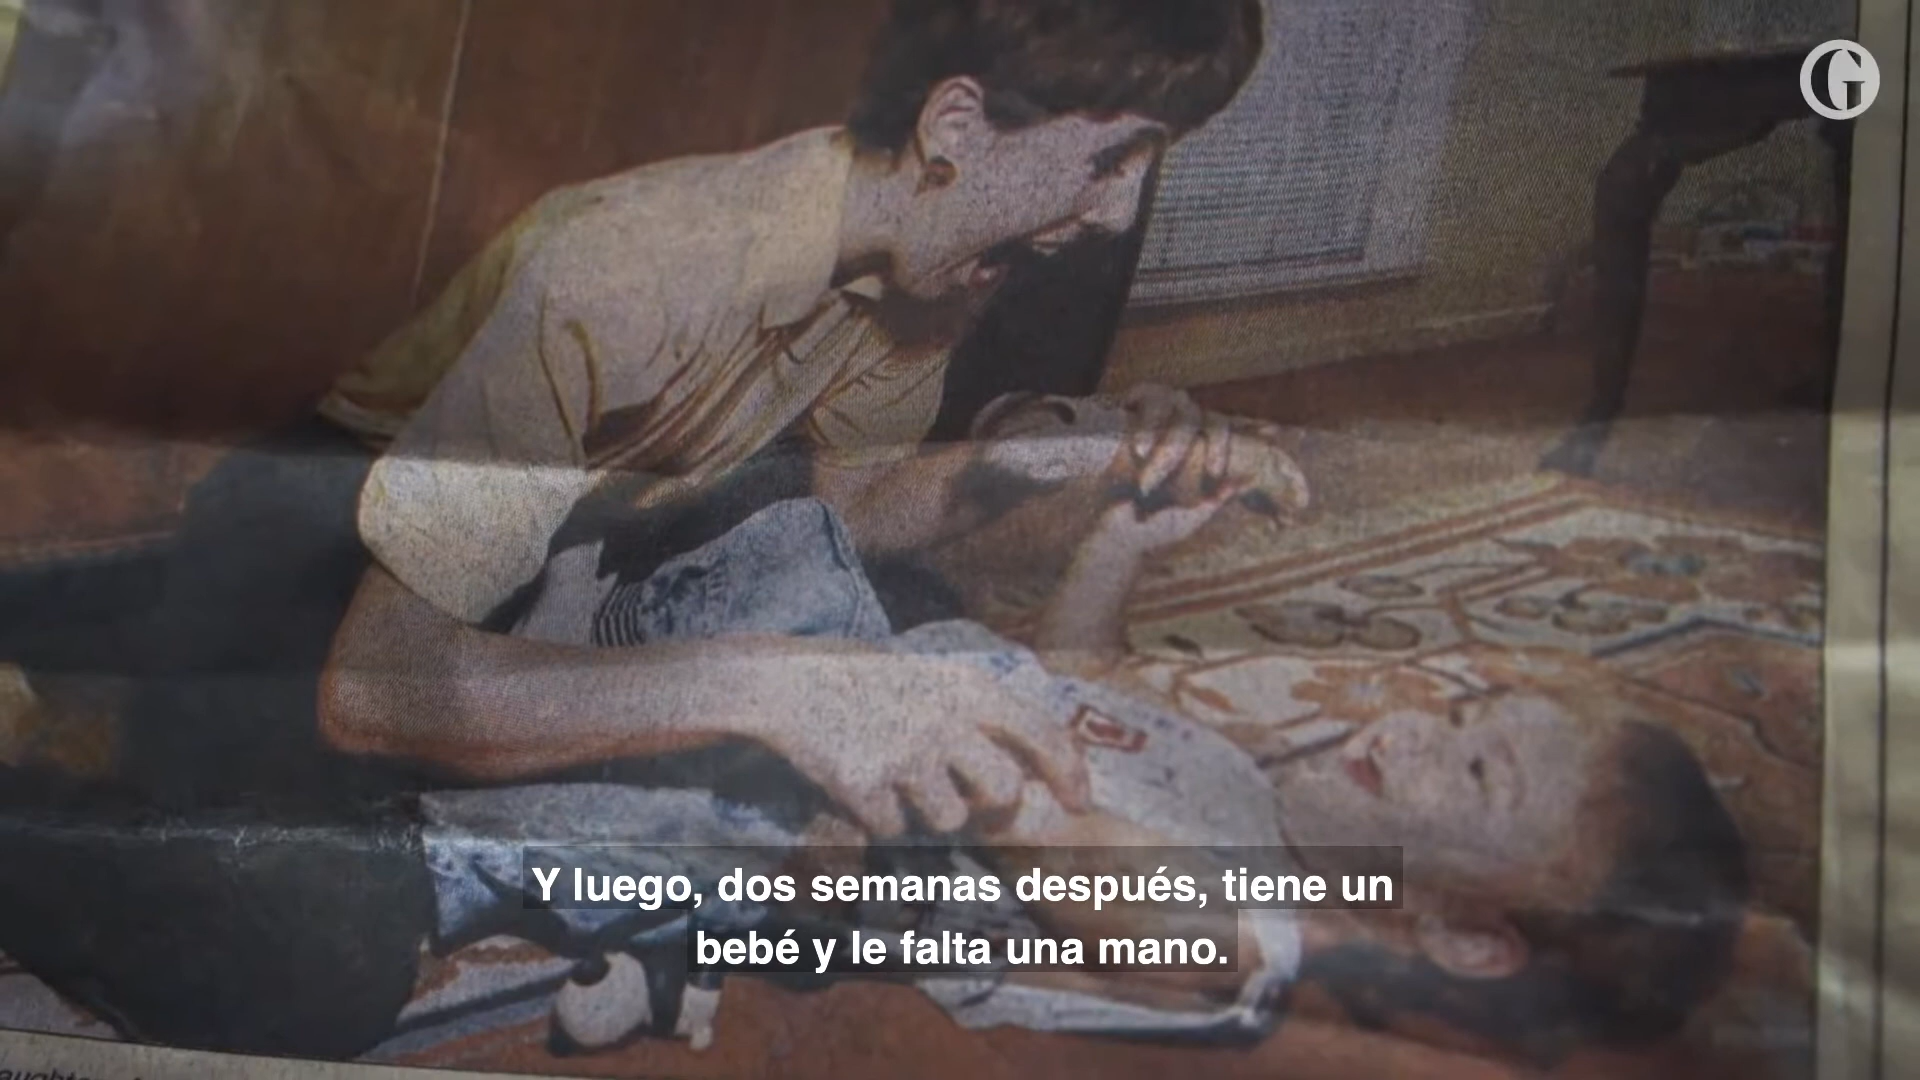 Y luego, dos semanas después, tiene un
bebé y le falta una mano.